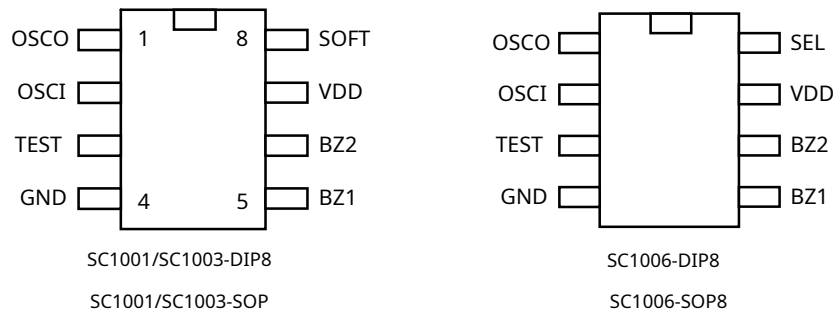 OSCO 1 8 SOFT
OSCI VDD
TEST BZ2
GND 4 5 BZ1
SC1001/SC1003-DIP8
SC1001/SC1003-SOP
OSCO SEL
OSCI VDD
TEST BZ2
GND BZ1
SC1006-DIP8
SC1006-SOP8